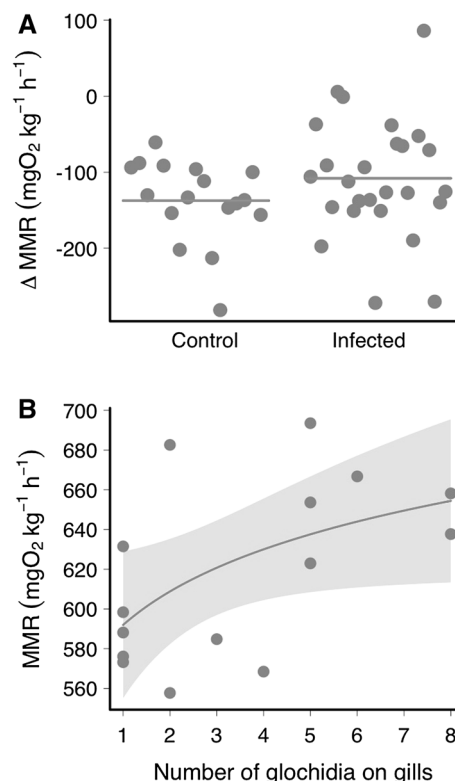 A
Δ MMR (mgO₂ kg⁻¹ h⁻¹)
100
0
-100
-200
Control Infected
B
MMR (mgO₂ kg⁻¹ h⁻¹)
700
680
660
640
620
600
580
560
1 2 3 4 5 6 7 8
Number of glochidia on gills